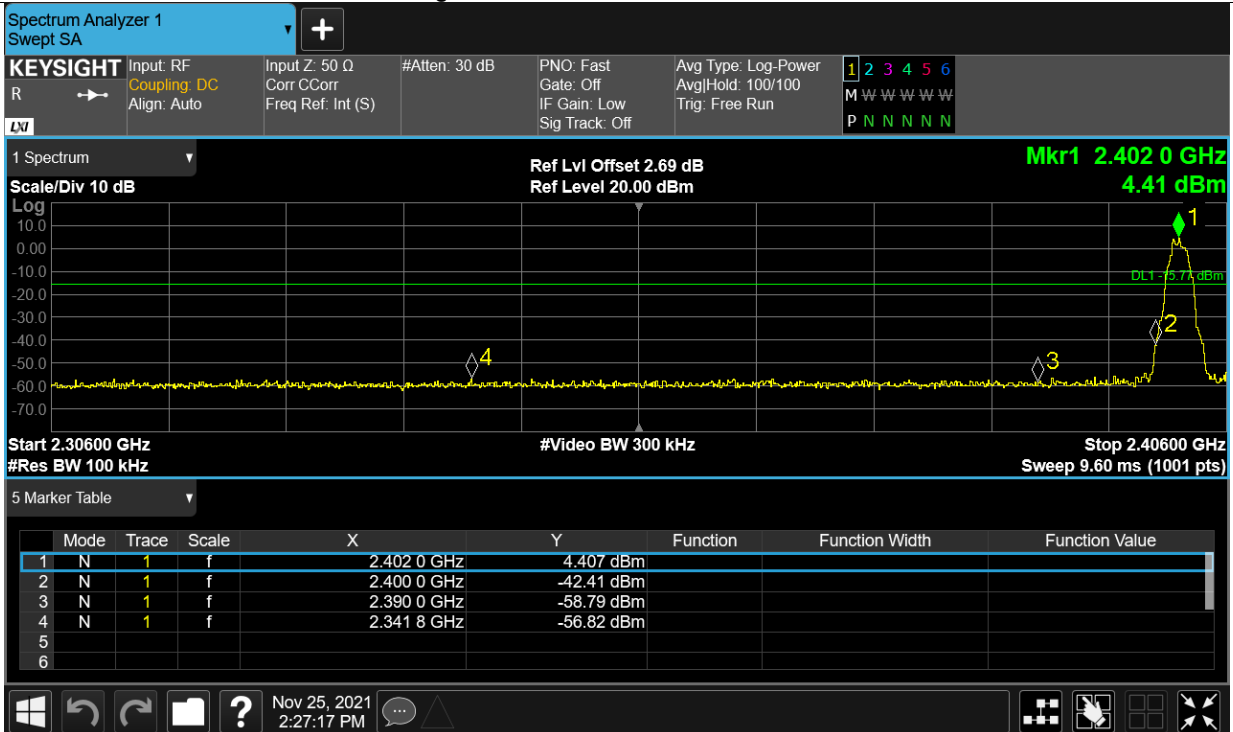 Spectrum Analyzer 1
Swept SA
KEYSIGHT Input: RF Input Z: 50 Ω #Atten: 30 dB PNO: Fast Avg Type: Log-Power 1 2 3 4 5 6
R Coupling: DC Corr CCorr Gate: Off Avg|Hold: 100/100 M W W W W W
Align: Auto Freq Ref: Int (S) IF Gain: Low Trig: Free Run
LXI Sig Track: Off P N N N N N
1 Spectrum Ref Lvl Offset 2.69 dB Mkr1 2.402 0 GHz
Scale/Div 10 dB Ref Level 20.00 dBm 4.41 dBm
Log
1
10.0
0.00
-10.0
DL1 -15.77 dBm
-20.0
-30.0
2
-40.0
-50.0
4 3
-60.0
-70.0
Start 2.30600 GHz #Video BW 300 kHz Stop 2.40600 GHz
#Res BW 100 kHz Sweep 9.60 ms (1001 pts)
5 Marker Table
Mode Trace Scale X Y Function Function Width Function Value
1 N 1 f 2.402 0 GHz 4.407 dBm
2 N 1 f 2.400 0 GHz -42.41 dBm
3 N 1 f 2.390 0 GHz -58.79 dBm
4 N 1 f 2.341 8 GHz -56.82 dBm
5
6
? Nov 25, 2021
2:27:17 PM